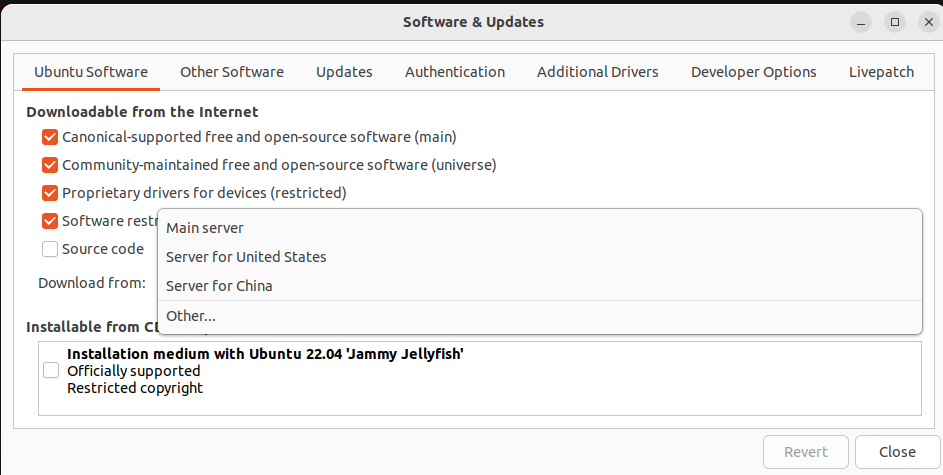 Software & Updates
Ubuntu Software
Other Software
Updates
Authentication
Additional Drivers
Developer Options
Livepatch
Downloadable from the Internet
Canonical-supported free and open-source software (main)
Community-maintained free and open-source software (universe)
Proprietary drivers for devices (restricted)
Software
Source code
Download from:
Main server
Server for United States
Server for China
Other...
Installable from
Installation medium with Ubuntu 22.04 'Jammy Jellyfish'
Officially supported
Restricted copyright
Revert
Close